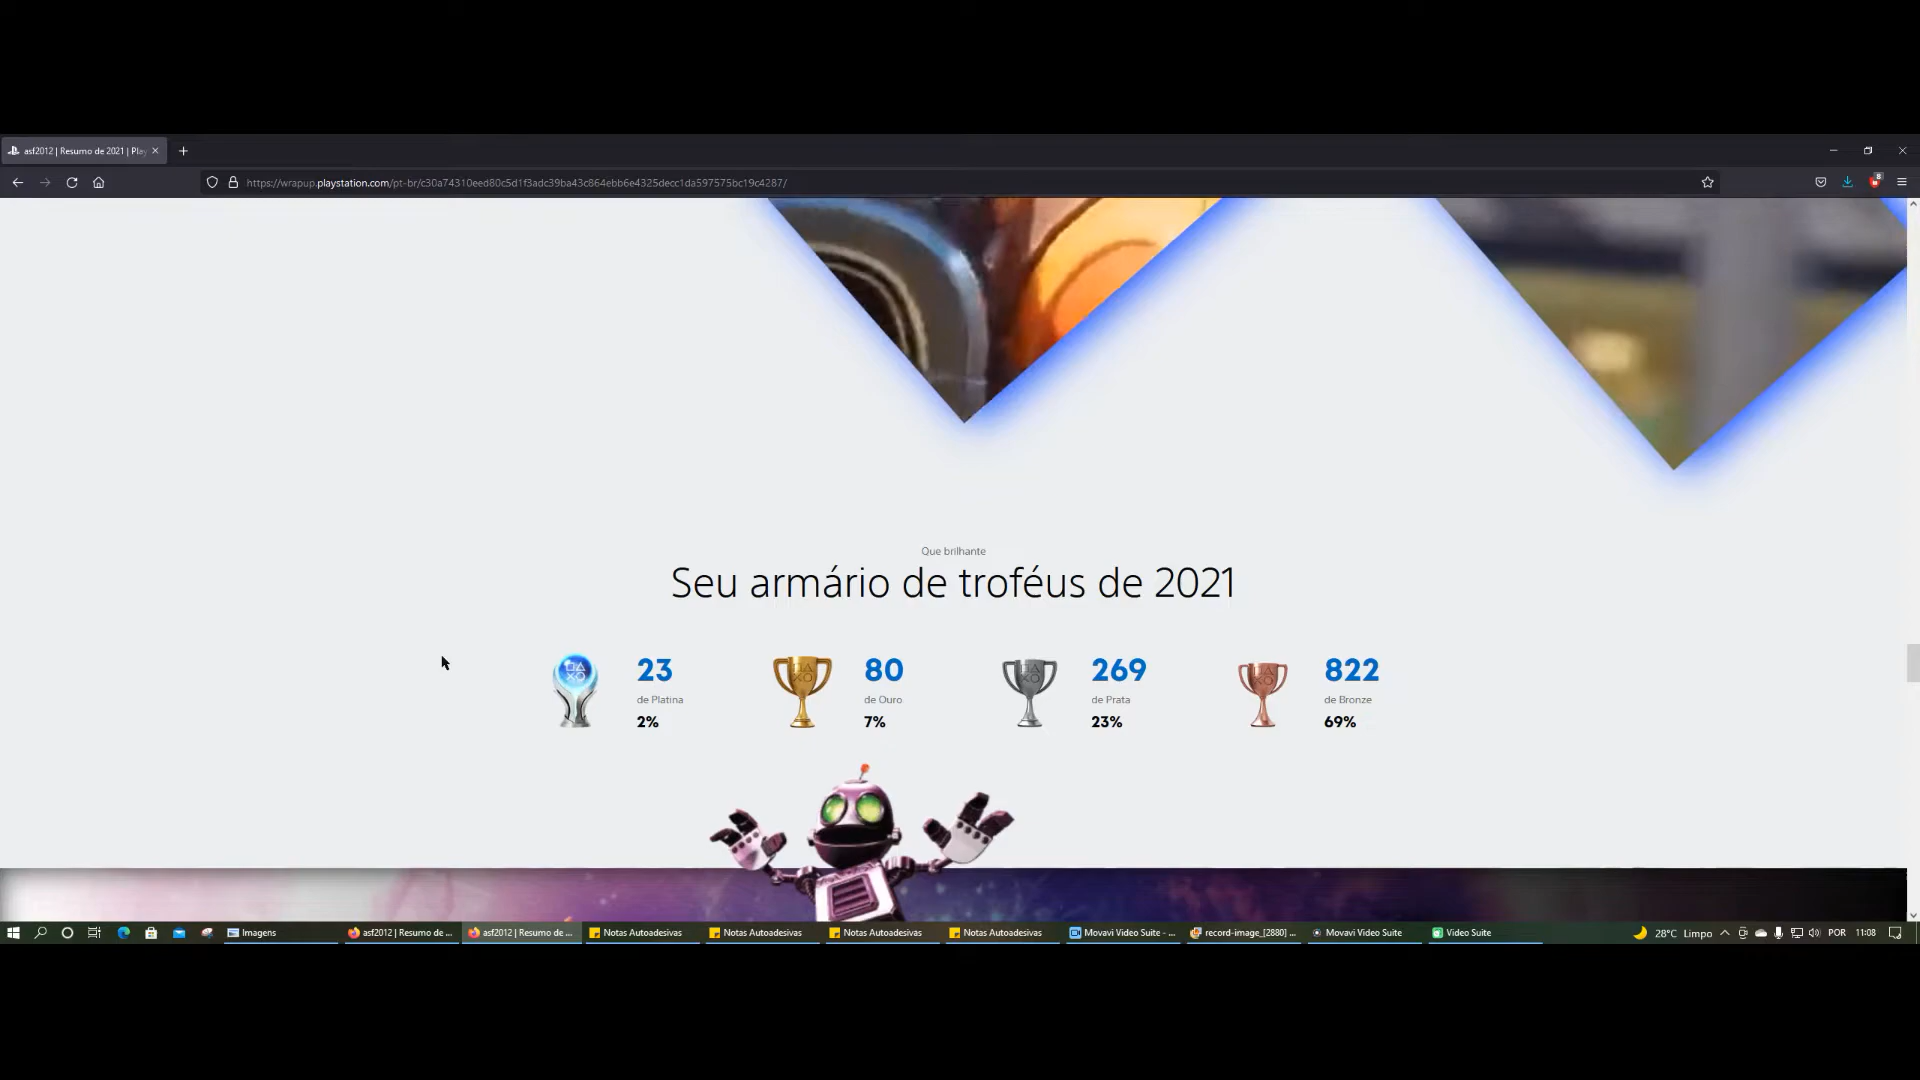 asf2012 | Resumo de 2021 | Pla
https://wrapup.playstation.com/pt-br/c30a74310eed80c5d1f3adc39ba43c864ebb6e4325decc1da597575bc19c4287/
8
Que brilhante
Seu armário de troféus de 2021
23 80 269 822
de Platina de Ouro de Prata de Bronze
2% 7% 23% 69%
Imagens asf2012 | Resumo de ... asf2012 | Resumo de ... Notas Autoadesivas Notas Autoadesivas Notas Autoadesivas Notas Autoadesivas Movavi Video Suite - ... record-image_[2880] ... Movavi Video Suite Video Suite 28°C Limpo POR 11:08